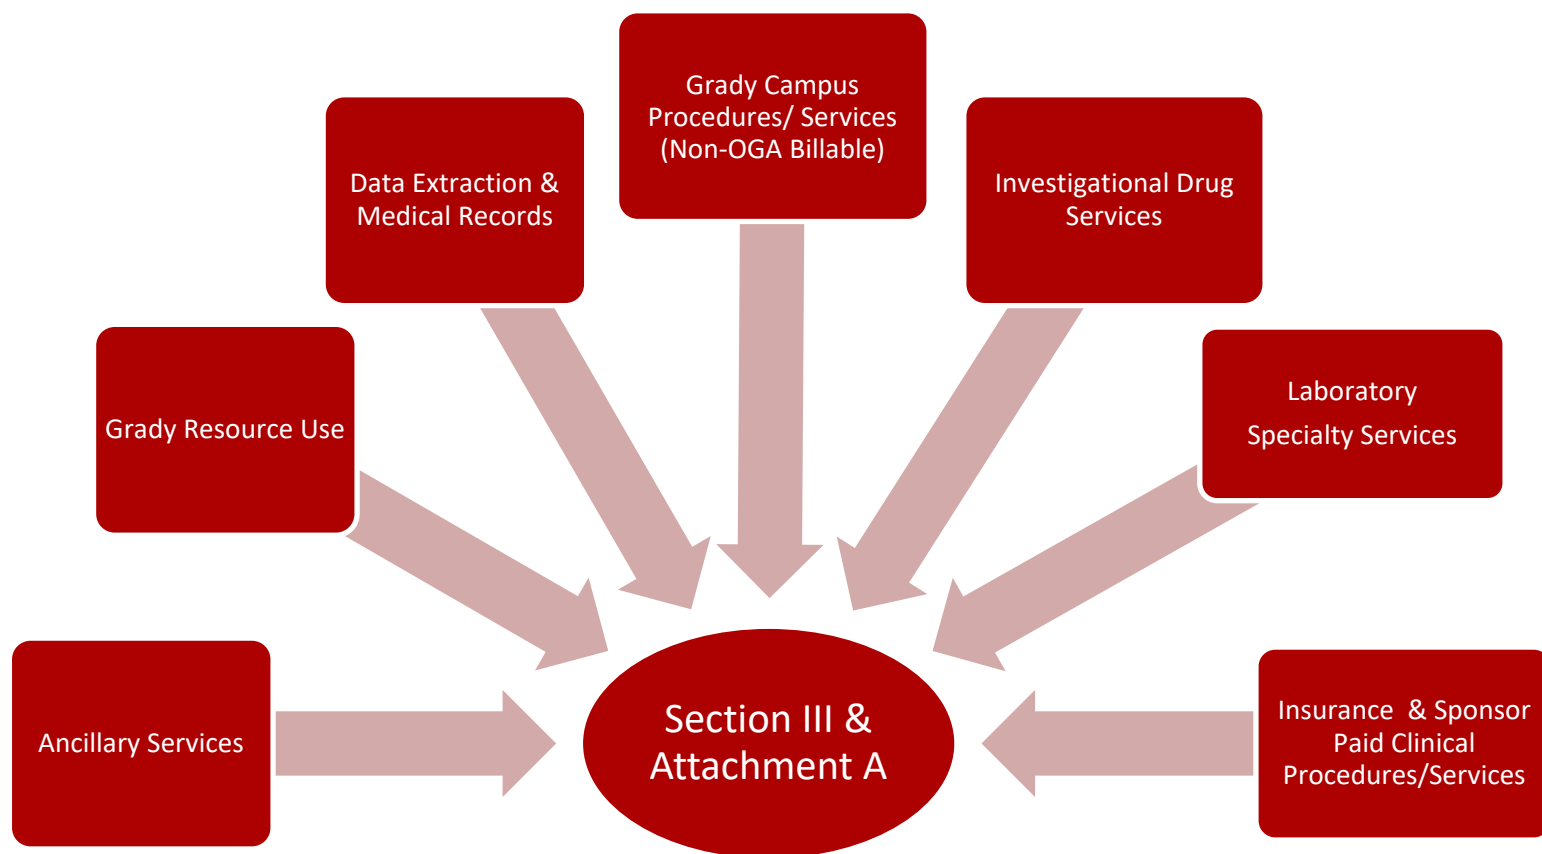 Grady Campus
Procedures/ Services
(Non-OGA Billable)
Data Extraction &
Medical Records
Investigational Drug
Services
Grady Resource Use
Laboratory
Specialty Services
Ancillary Services
Section III &
Attachment A
Insurance  & Sponsor
Paid Clinical
Procedures/Services